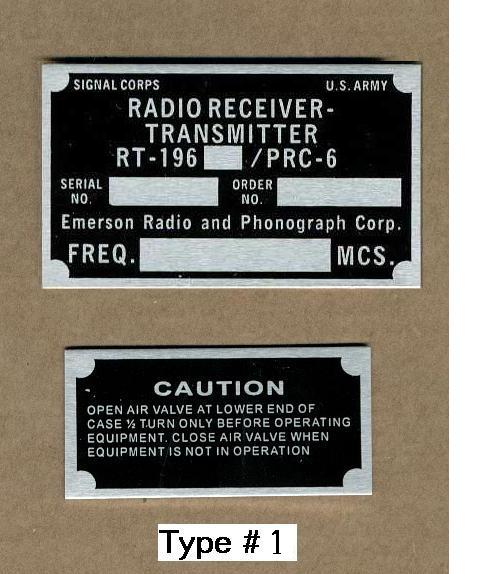 SIGNAL CORPS U.S. ARMY
RADIO RECEIVER-
TRANSMITTER
RT-196 /PRC-6
SERIAL NO. ORDER NO.
Emerson Radio and Phonograph Corp.
FREQ. MCS.
CAUTION
OPEN AIR VALVE AT LOWER END OF
CASE ½ TURN ONLY BEFORE OPERATING
EQUIPMENT. CLOSE AIR VALVE WHEN
EQUIPMENT IS NOT IN OPERATION
Type # 1